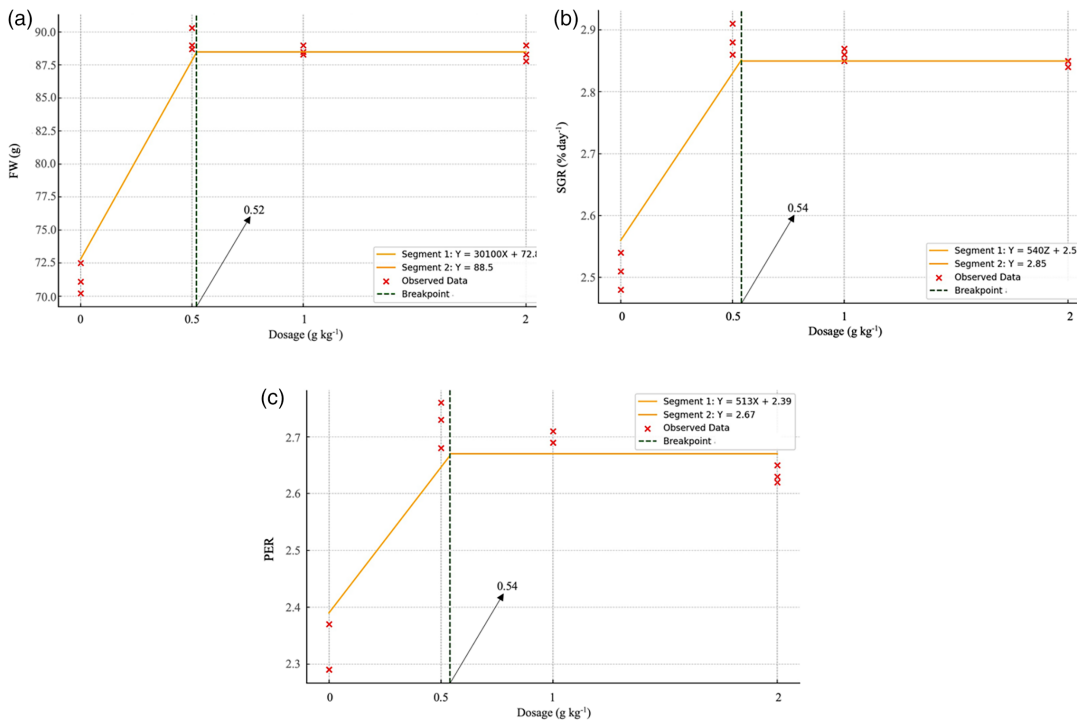 (a)
90.0
87.5
85.0
82.5
80.0
77.5
75.0
72.5
70.0
FW (g)
0.52
Segment 1: Y = 30100X + 72.8
Segment 2: Y = 88.5
Observed Data
Breakpoint
0
0.5
1
2
Dosage (g kg⁻¹)
(b)
2.9
2.8
2.7
2.6
2.5
SGR (% day⁻¹)
0.54
Segment 1: Y = 540Z + 2.5
Segment 2: Y = 2.85
Observed Data
Breakpoint
0
0.5
1
2
Dosage (g kg⁻¹)
(c)
2.7
2.6
2.5
2.4
2.3
PER
0.54
Segment 1: Y = 513X + 2.39
Segment 2: Y = 2.67
Observed Data
Breakpoint
0
0.5
1
2
Dosage (g kg⁻¹)